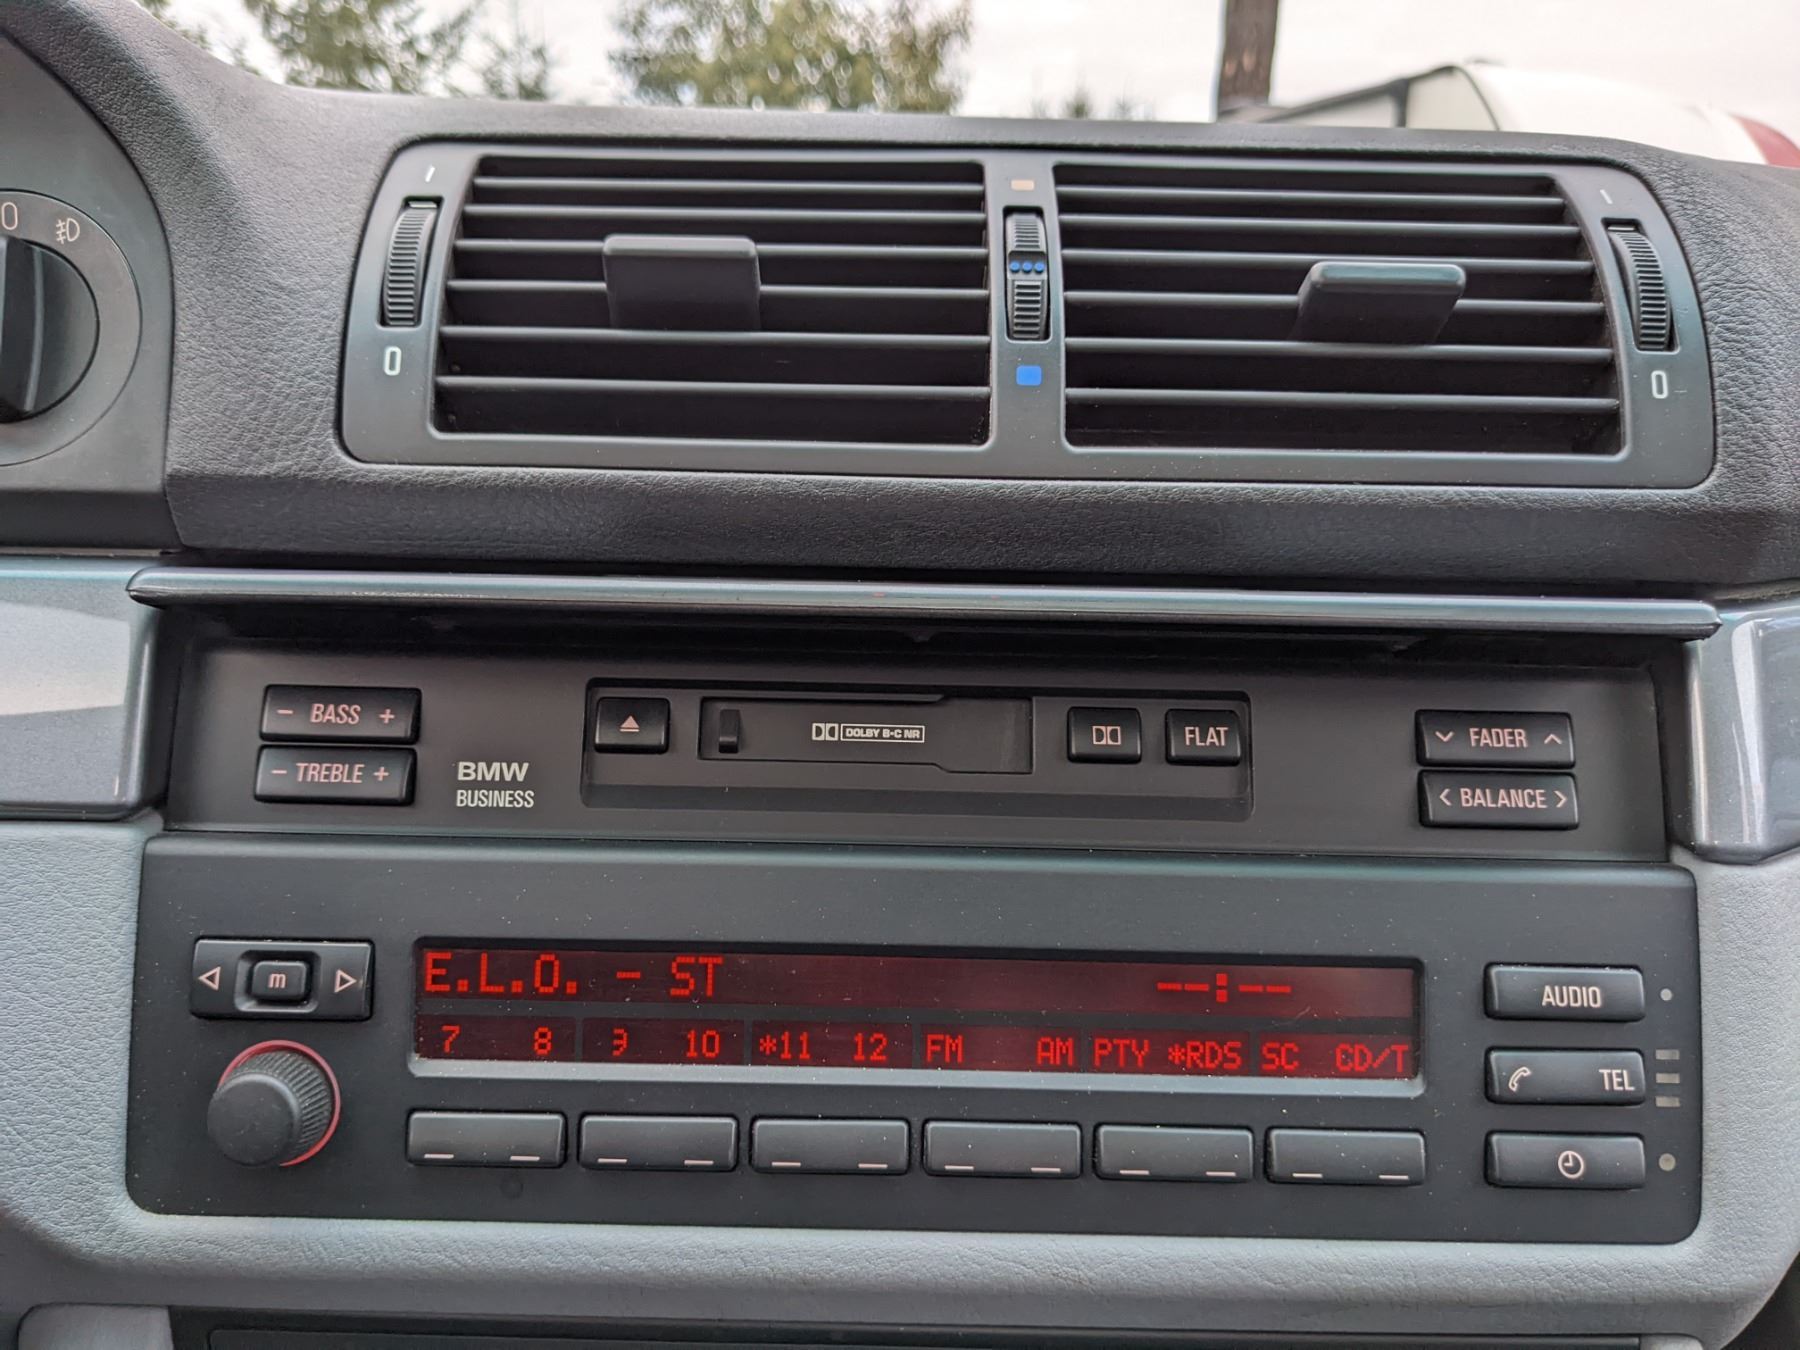 0
0
0
- BASS +
- TREBLE +
BMW
BUSINESS
DOLBY B·C NR
FLAT
FADER
< BALANCE >
m
E.L.O. - ST --:--
7 8 9 10 *11 12 FM AM PTY *RDS SC CD/T
AUDIO
TEL